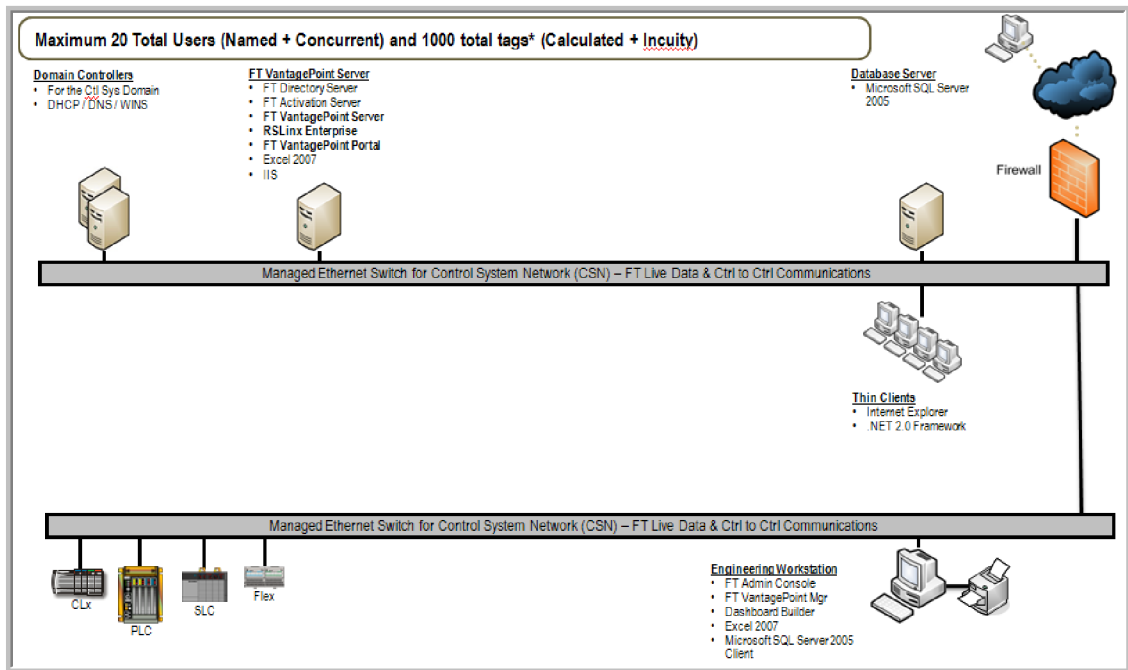 Maximum 20 Total Users (Named + Concurrent) and 1000 total tags* (Calculated + Incuity)
Domain Controllers
• For the Ctl Sys Domain
• DHCP / DNS / WINS
FT VantagePoint Server
• FT Directory Server
• FT Activation Server
• FT VantagePoint Server
• RSLinx Enterprise
• FT VantagePoint Portal
• Excel 2007
• IIS
Database Server
• Microsoft SQL Server
2005
Firewall
Managed Ethernet Switch for Control System Network (CSN) – FT Live Data & Ctrl to Ctrl Communications
Thin Clients
• Internet Explorer
• .NET 2.0 Framework
Managed Ethernet Switch for Control System Network (CSN) – FT Live Data & Ctrl to Ctrl Communications
CLx
PLC
SLC
Flex
Engineering Workstation
• FT Admin Console
• FT VantagePoint Mgr
• Dashboard Builder
• Excel 2007
• Microsoft SQL Server 2005
Client